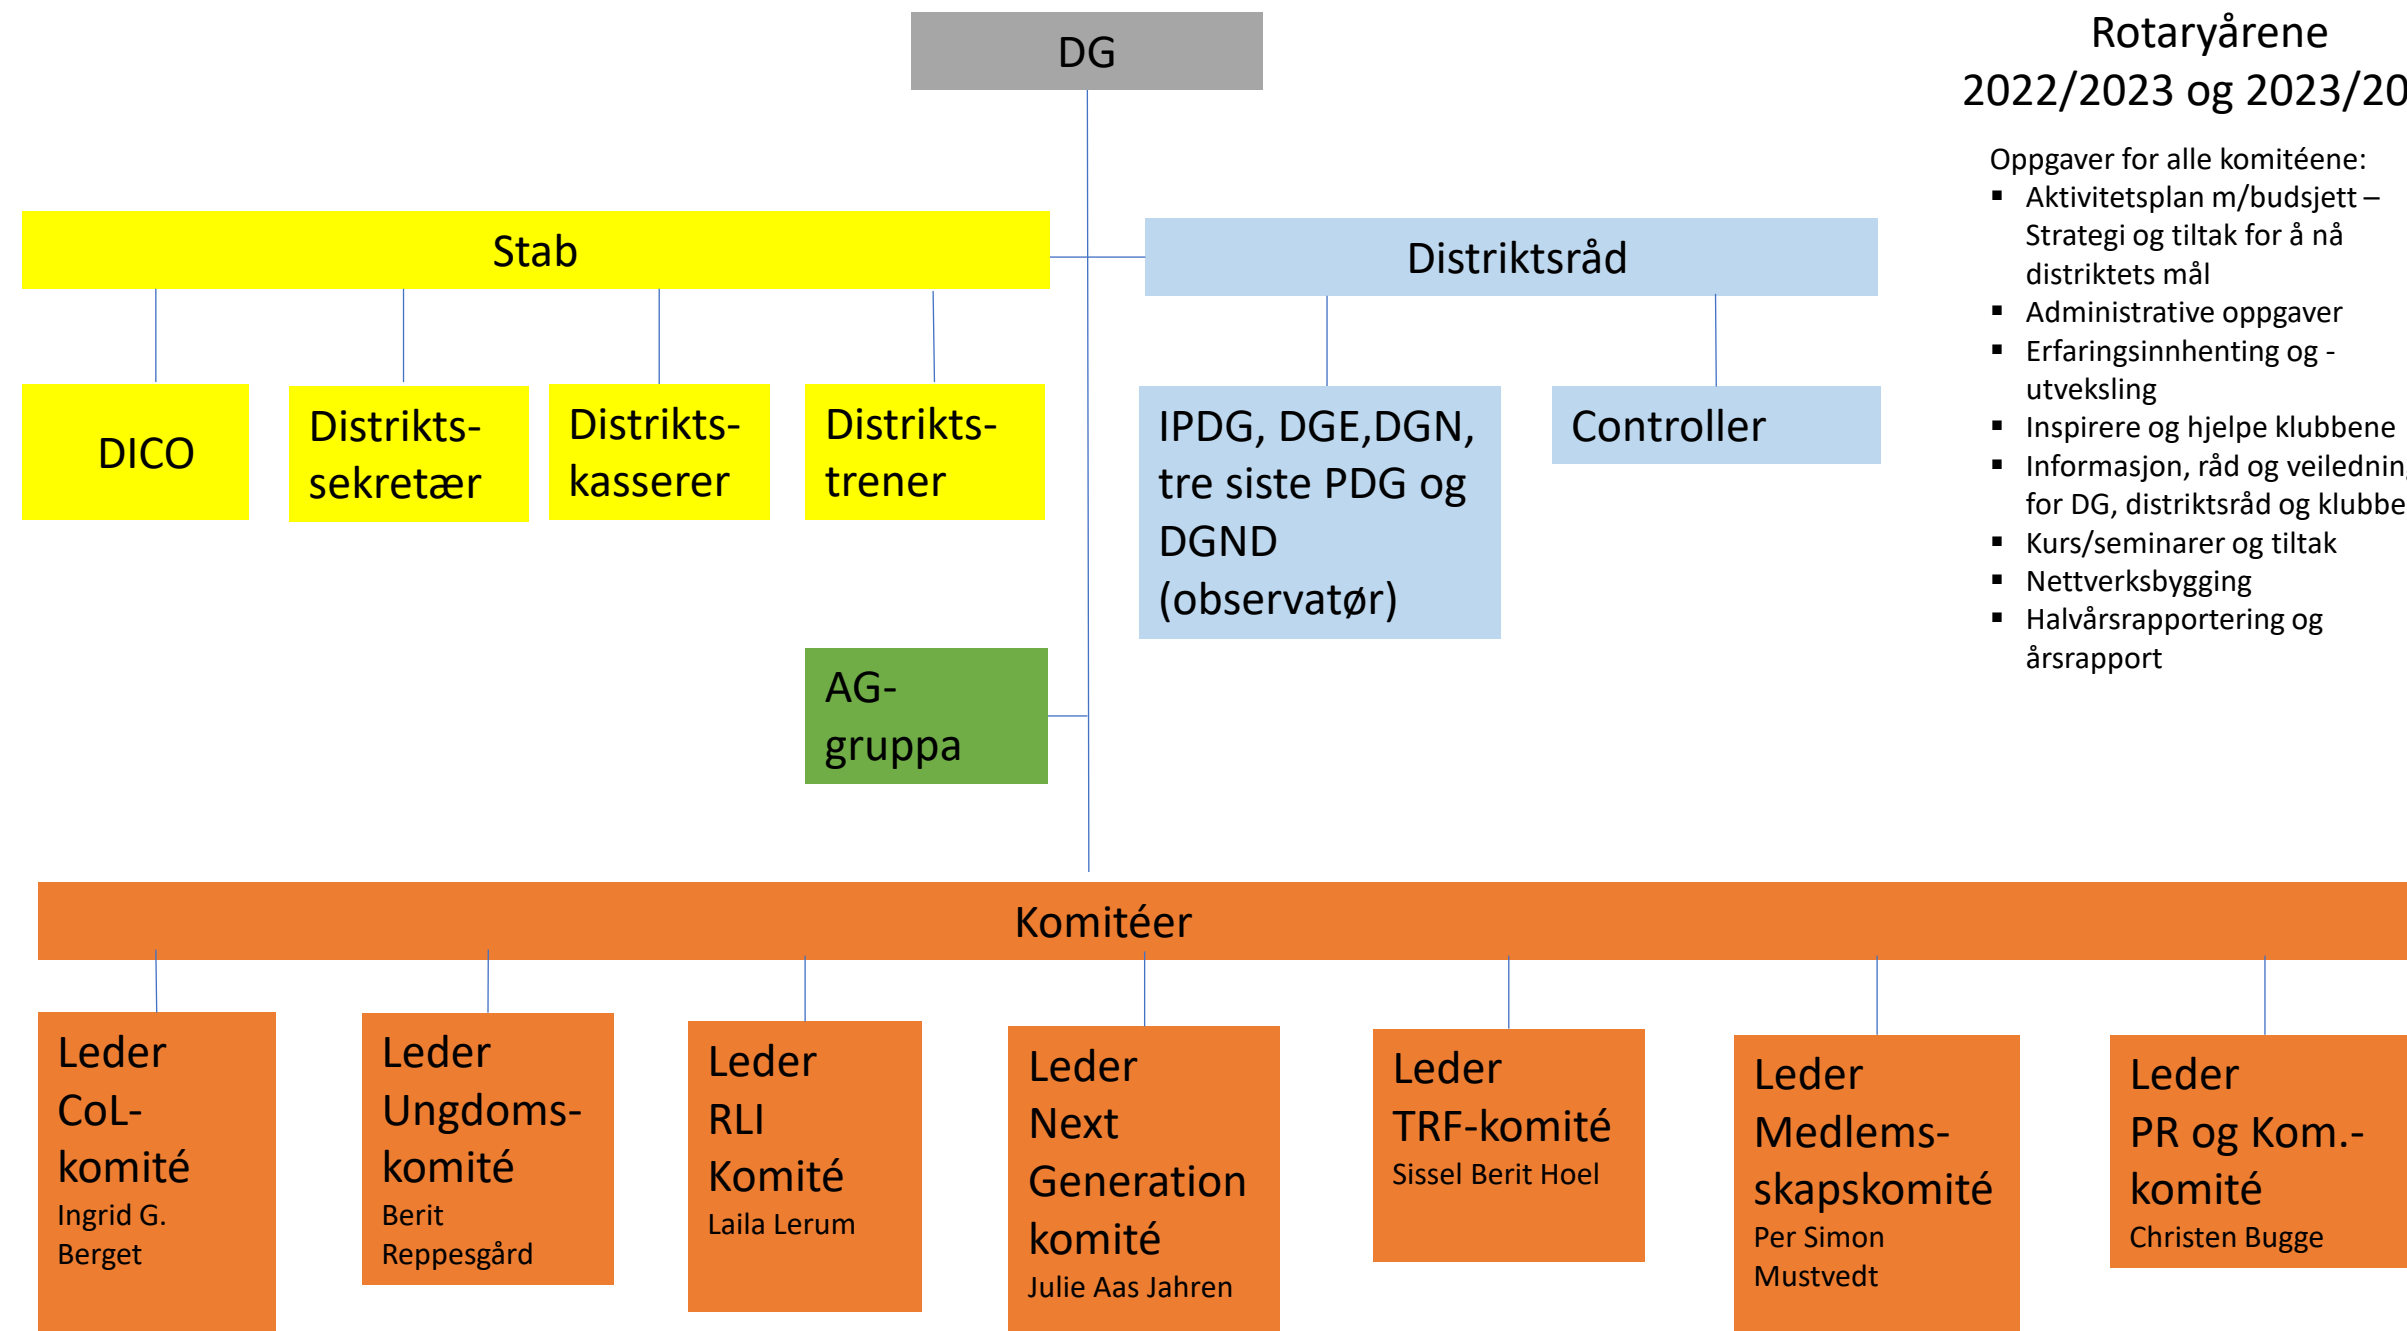 DG
Rotaryårene
2022/2023 og 2023/20
Oppgaver for alle komitéene:
▪ Aktivitetsplan m/budsjett –
Strategi og tiltak for å nå
distriktets mål
▪ Administrative oppgaver
▪ Erfaringsinnhenting og -
utveksling
▪ Inspirere og hjelpe klubbene
▪ Informasjon, råd og veiledning
for DG, distriktsråd og klubbe
▪ Kurs/seminarer og tiltak
▪ Nettverksbygging
▪ Halvårsrapportering og
årsrapport
Stab
Distriktsråd
DICO
Distrikts-
sekretær
Distrikts-
kasserer
Distrikts-
trener
IPDG, DGE,DGN,
tre siste PDG og
DGND
(observatør)
Controller
AG-
gruppa
Komitéer
Leder
CoL-
komité
Ingrid G.
Berget
Leder
Ungdoms-
komité
Berit
Reppesgård
Leder
RLI
Komité
Laila Lerum
Leder
Next
Generation
komité
Julie Aas Jahren
Leder
TRF-komité
Sissel Berit Hoel
Leder
Medlems-
skapskomité
Per Simon
Mustvedt
Leder
PR og Kom.-
komité
Christen Bugge